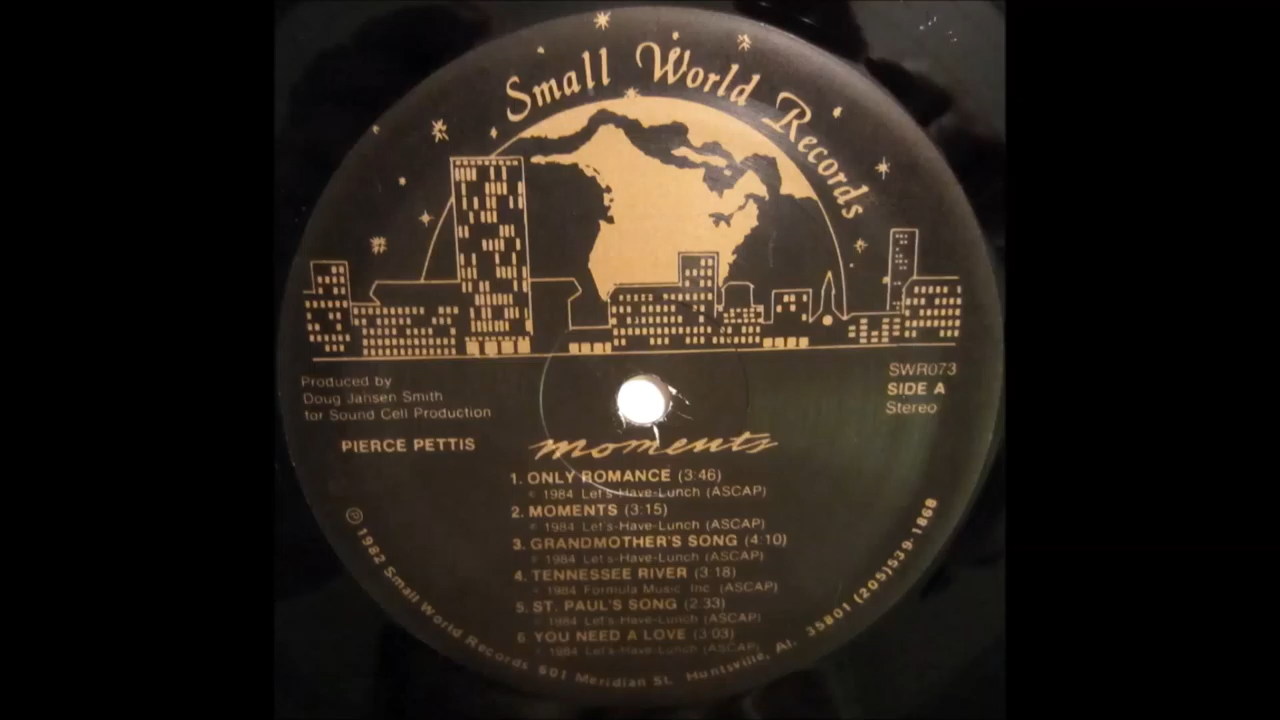 Small World Records
Produced by
Doug Jansen Smith
for Sound Cell Production
SWR073
SIDE A
Stereo
PIERCE PETTIS
moments
1. ONLY ROMANCE (3:46)
© 1984 Let's-Have-Lunch (ASCAP)
2. MOMENTS (3:15)
© 1984 Let's-Have-Lunch (ASCAP)
3. GRANDMOTHER'S SONG (4:10)
© 1984 Let's-Have-Lunch (ASCAP)
4. TENNESSEE RIVER (3:18)
© 1984 Formula Music, Inc. (ASCAP)
5. ST. PAUL'S SONG (2:33)
© 1984 Let's-Have-Lunch (ASCAP)
6. YOU NEED A LOVE (3:03)
© 1984 Let's-Have-Lunch (ASCAP)
℗ 1982 Small World Records 601 Meridian St. Huntsville, Al. 35801 (205)539-1868